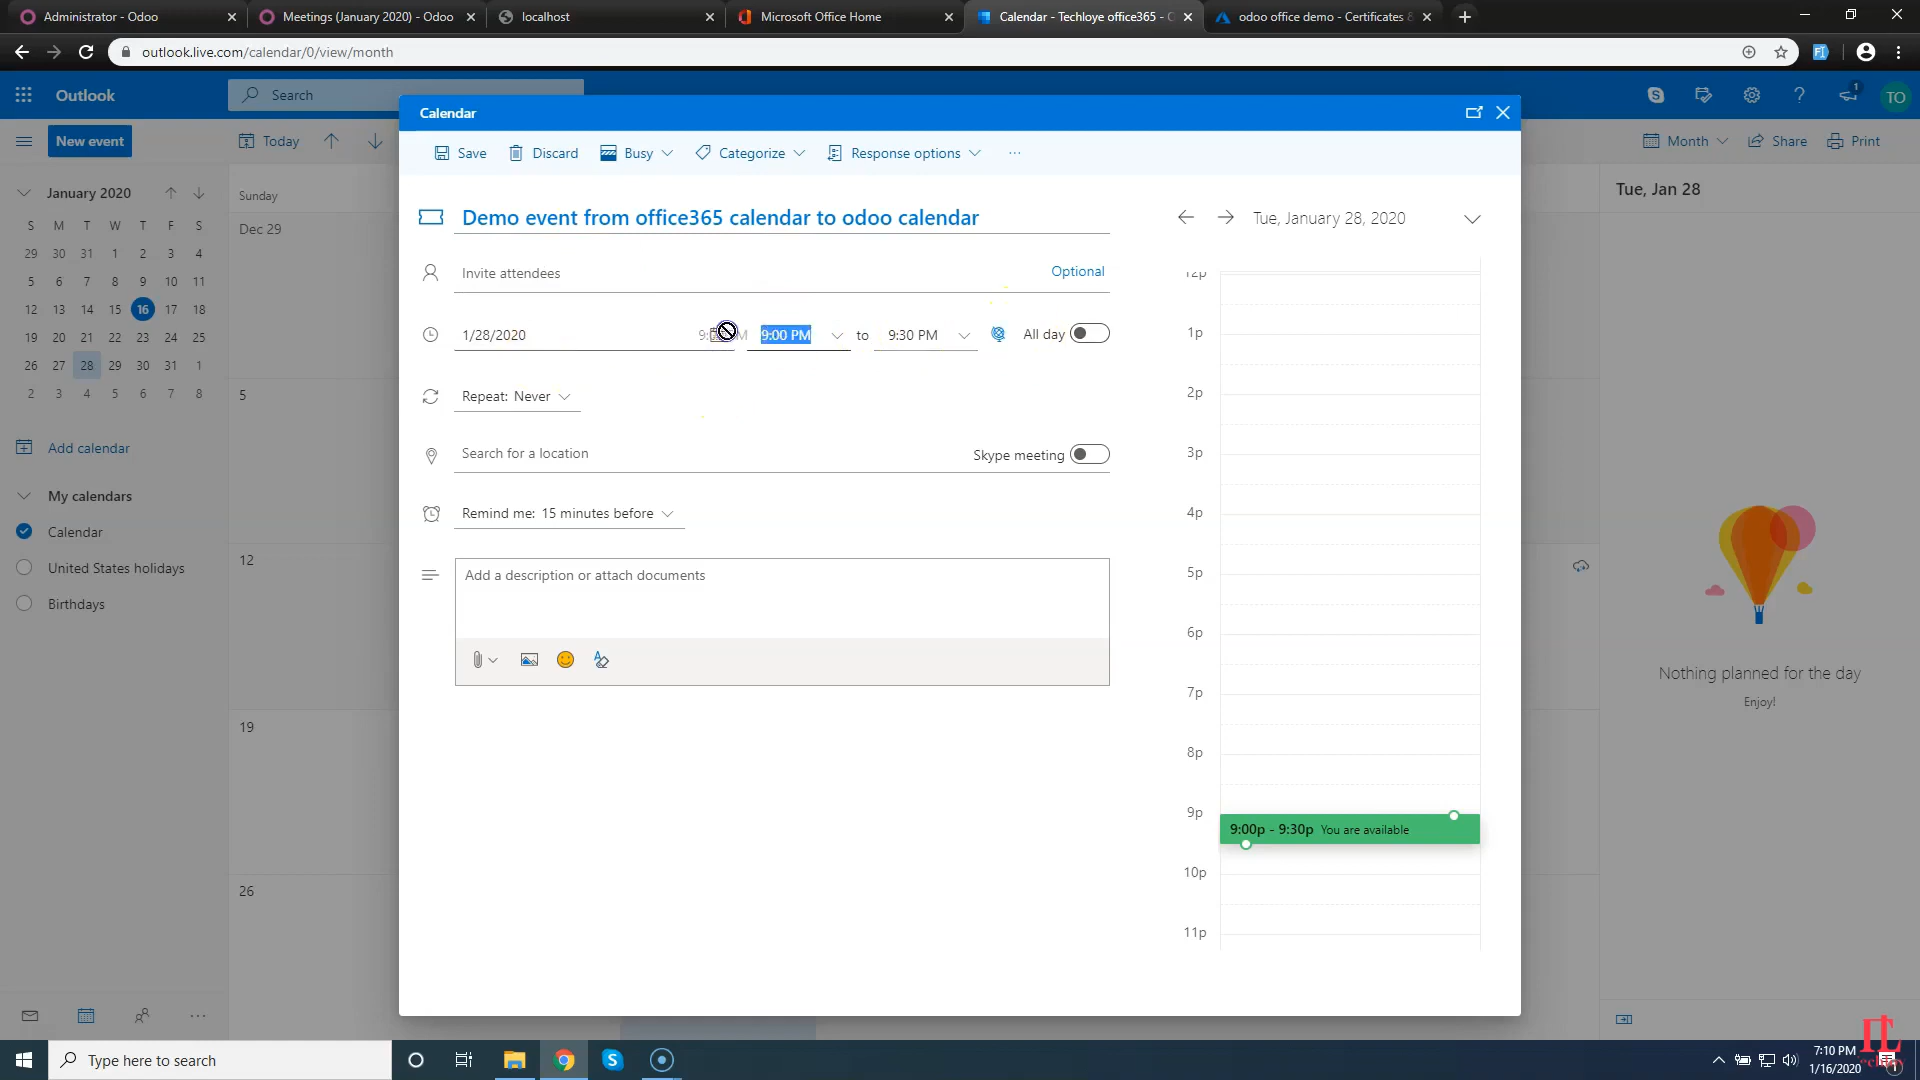 Administrator - Odoo
Meetings (January 2020) - Odoo
localhost
Microsoft Office Home
Calendar - Techloye office365 - O
odoo office demo - Certificates &
outlook.live.com/calendar/0/view/month
Outlook
Search
1
TO
New event
Today
Month
Share
Print
January 2020
S M T W T F S
29 30 31 1 2 3 4
5 6 7 8 9 10 11
12 13 14 15 16 17 18
19 20 21 22 23 24 25
26 27 28 29 30 31 1
2 3 4 5 6 7 8
Add calendar
My calendars
Calendar
United States holidays
Birthdays
Sunday
Dec 29
5
12
19
26
Calendar
Save
Discard
Busy
Categorize
Response options
Demo event from office365 calendar to odoo calendar
Invite attendees
Optional
1/28/2020
9:00 PM
to
9:30 PM
All day
Repeat: Never
Search for a location
Skype meeting
Remind me: 15 minutes before
Add a description or attach documents
Tue, January 28, 2020
12p
1p
2p
3p
4p
5p
6p
7p
8p
9p
9:00p - 9:30p You are available
10p
11p
Tue, Jan 28
Nothing planned for the day
Enjoy!
Type here to search
7:10 PM
1/16/2020
1